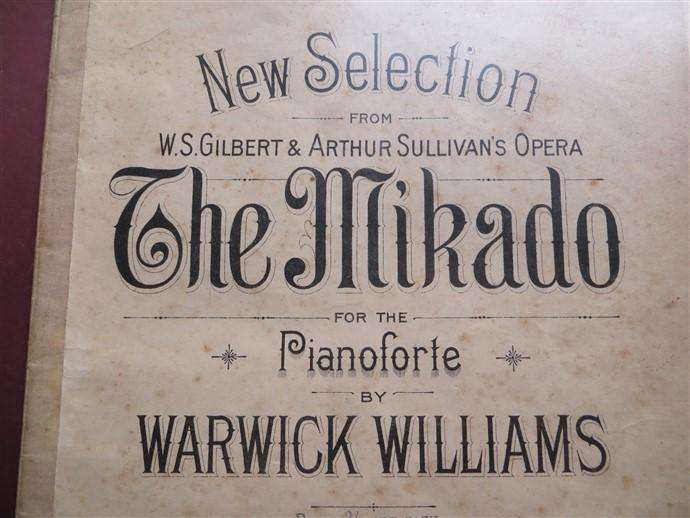 New Selection
FROM
W.S. GILBERT & ARTHUR SULLIVAN'S OPERA
The Mikado
FOR THE
Pianoforte
BY
WARWICK WILLIAMS